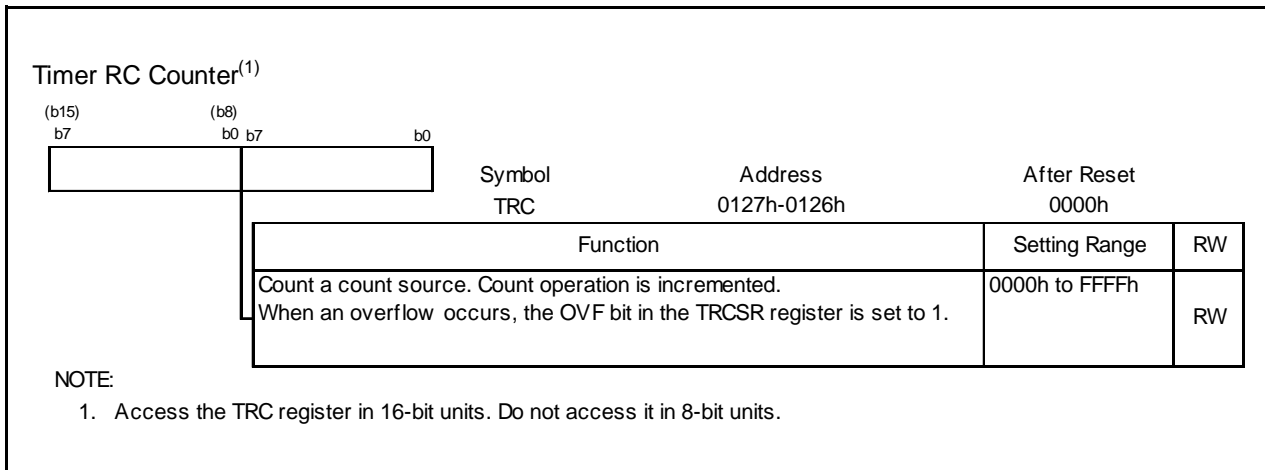 Timer RC Counter(1)
(b15) (b8)
b7 b0 b7 b0
Symbol Address After Reset
TRC 0127h-0126h 0000h
Function Setting Range RW
Count a count source. Count operation is incremented. 0000h to FFFFh
When an overflow occurs, the OVF bit in the TRCSR register is set to 1. RW
NOTE:
1. Access the TRC register in 16-bit units. Do not access it in 8-bit units.